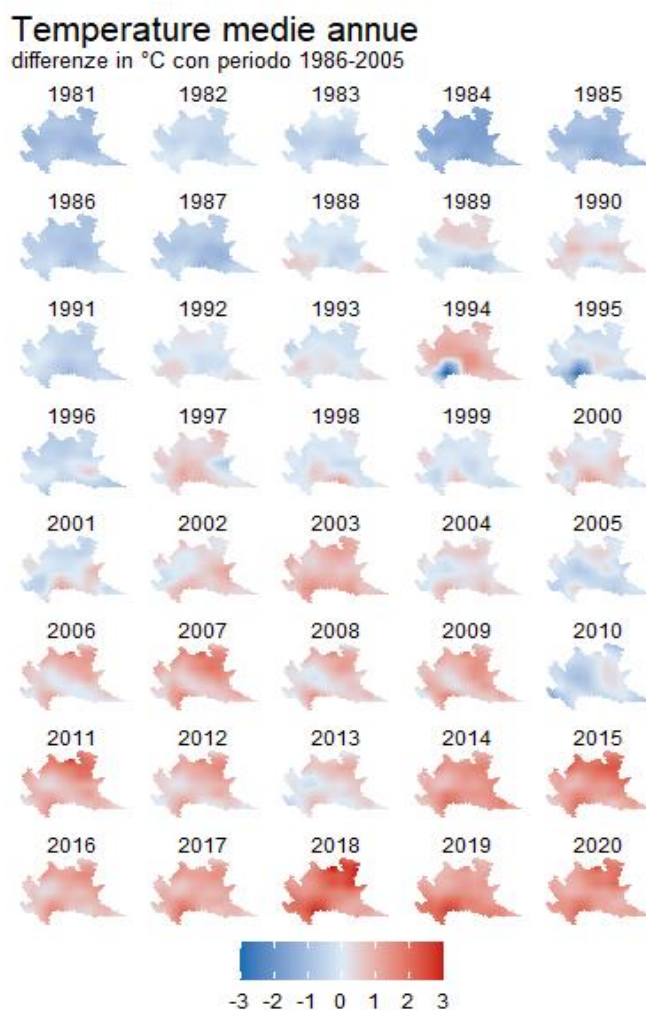 Temperature medie annue
differenze in °C con periodo 1986-2005
1981 1982 1983 1984 1985
1986 1987 1988 1989 1990
1991 1992 1993 1994 1995
1996 1997 1998 1999 2000
2001 2002 2003 2004 2005
2006 2007 2008 2009 2010
2011 2012 2013 2014 2015
2016 2017 2018 2019 2020
-3 -2 -1 0 1 2 3